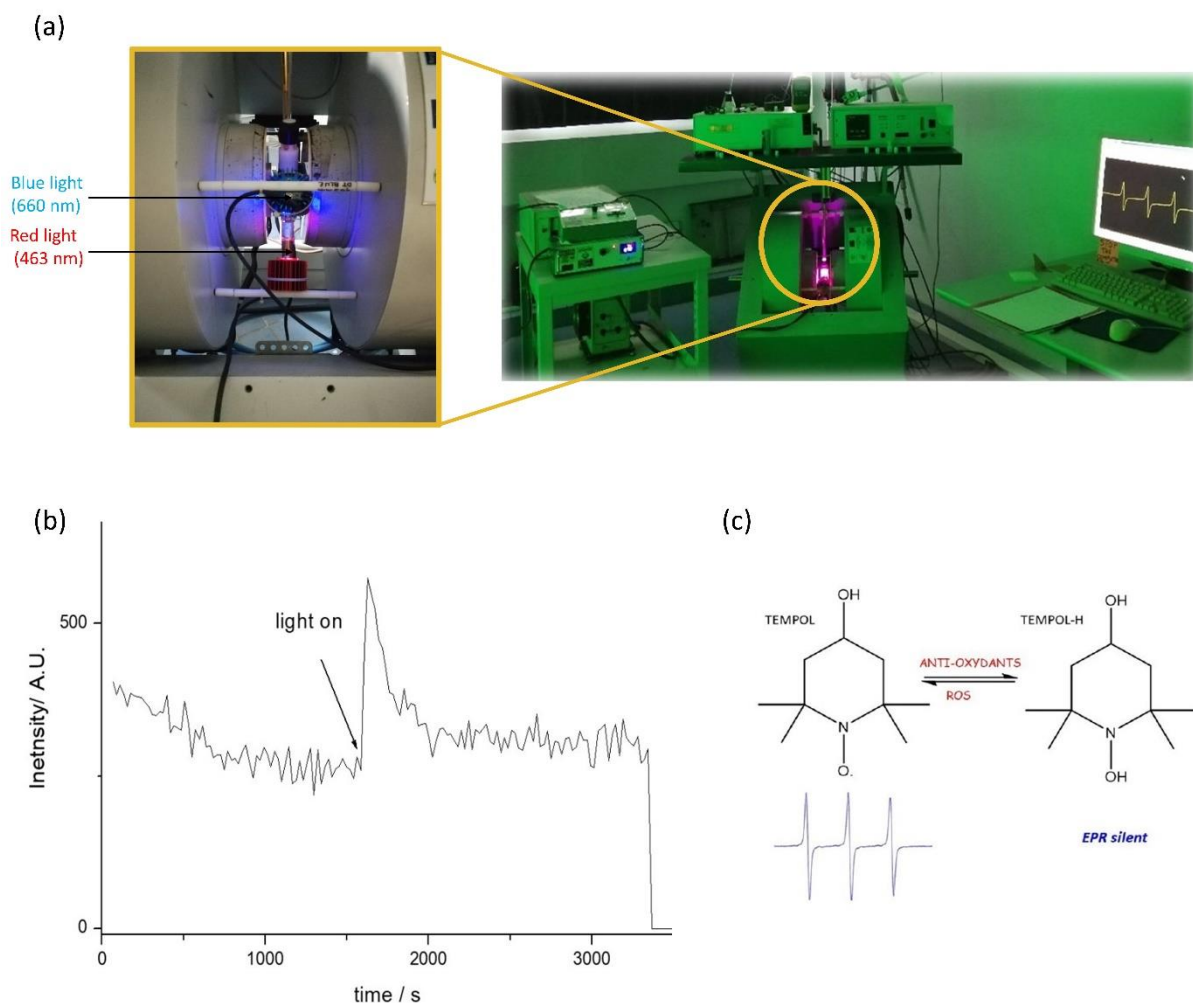 (a)
Blue light
(660 nm)
Red light
(463 nm)
(b)
500
0
light on
Inetnsity/ A.U.
0
1000
2000
3000
time / s
(c)
OH
TEMPOL
N
O.
ANTI-OXYDANTS
ROS
OH
TEMPOL-H
N
OH
EPR silent